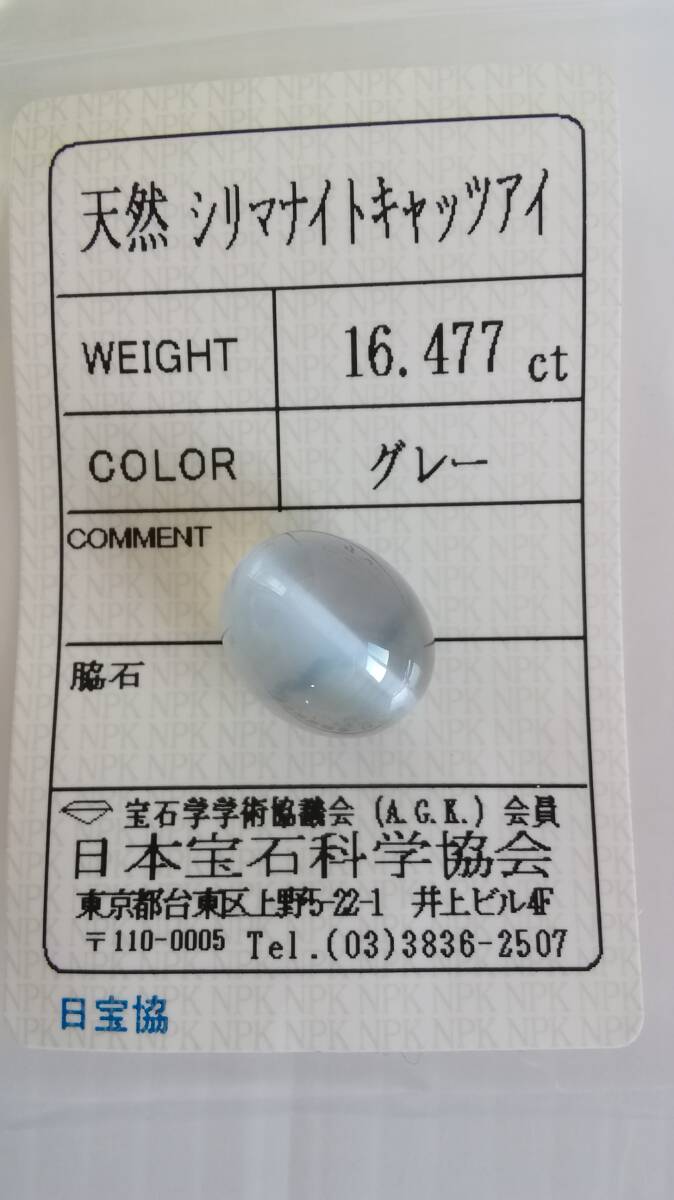 天然 シリマナイトキャッツアイ
WEIGHT 16.477 ct
COLOR グレー
COMMENT
脇石
宝石学学術協議会 (A.G.K.) 会員
日本宝石科学協会
東京都台東区上野5-22-1 井上ビル4F
〒110-0005 Tel.(03)3836-2507
日宝協